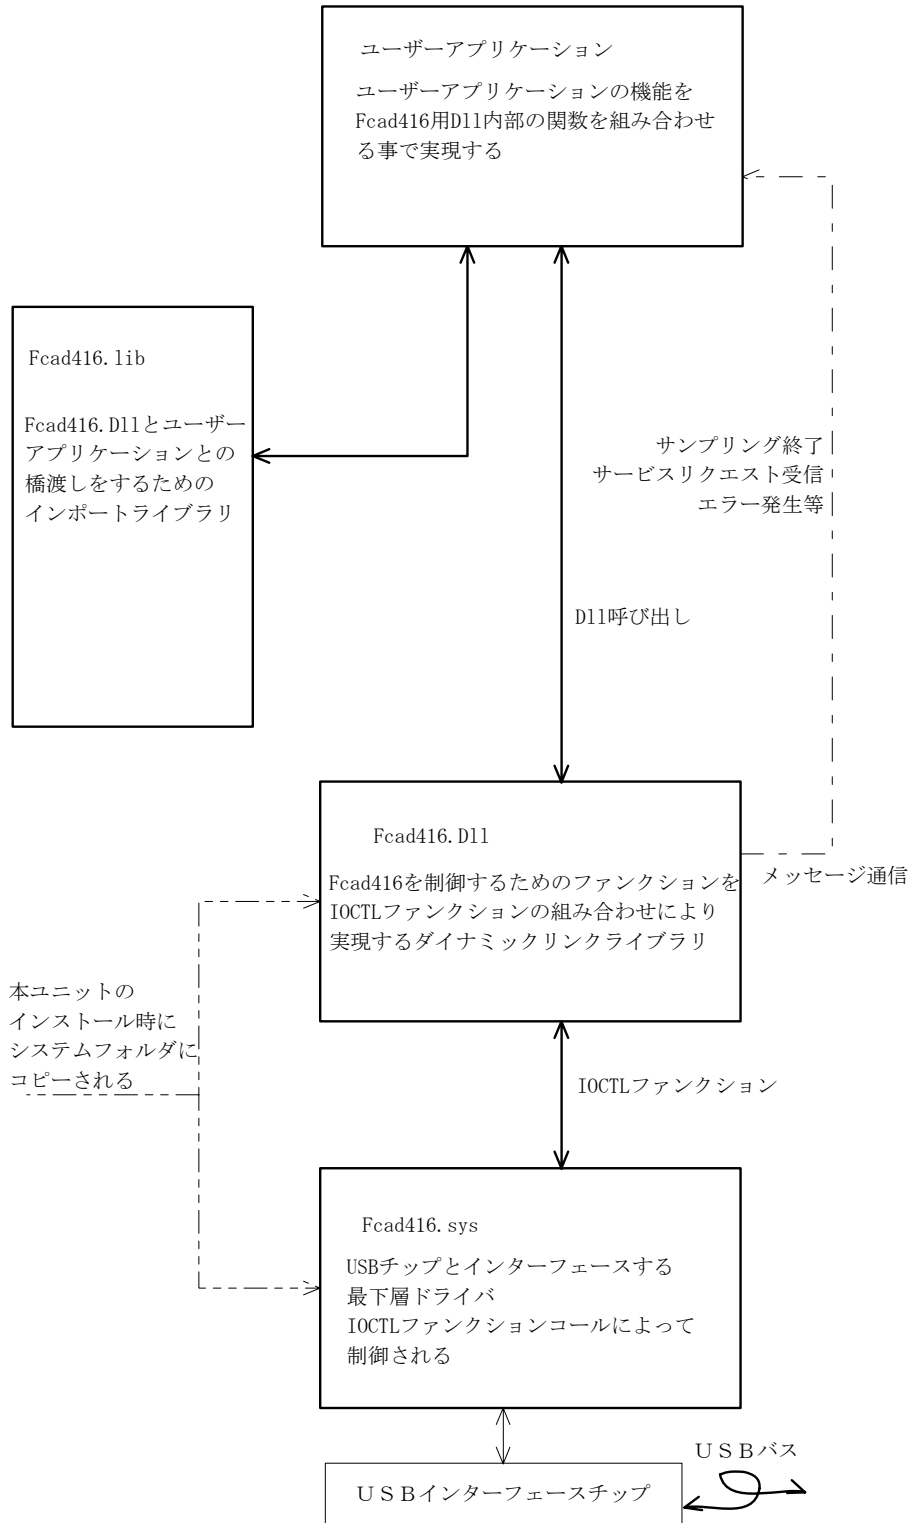 ユーザーアプリケーション
ユーザーアプリケーションの機能を
Fcad416用Dll内部の関数を組み合わせ
る事で実現する
Fcad416.lib
Fcad416.Dllとユーザー
アプリケーションとの
橋渡しをするための
インポートライブラリ
サンプリング終了
サービスリクエスト受信
エラー発生等
Dll呼び出し
Fcad416.Dll
Fcad416を制御するためのファンクションを
IOCTLファンクションの組み合わせにより
実現するダイナミックリンクライブラリ
メッセージ通信
本ユニットの
インストール時に
システムフォルダに
コピーされる
IOCTLファンクション
Fcad416.sys
USBチップとインターフェースする
最下層ドライバ
IOCTLファンクションコールによって
制御される
USBバス
USBインターフェースチップ